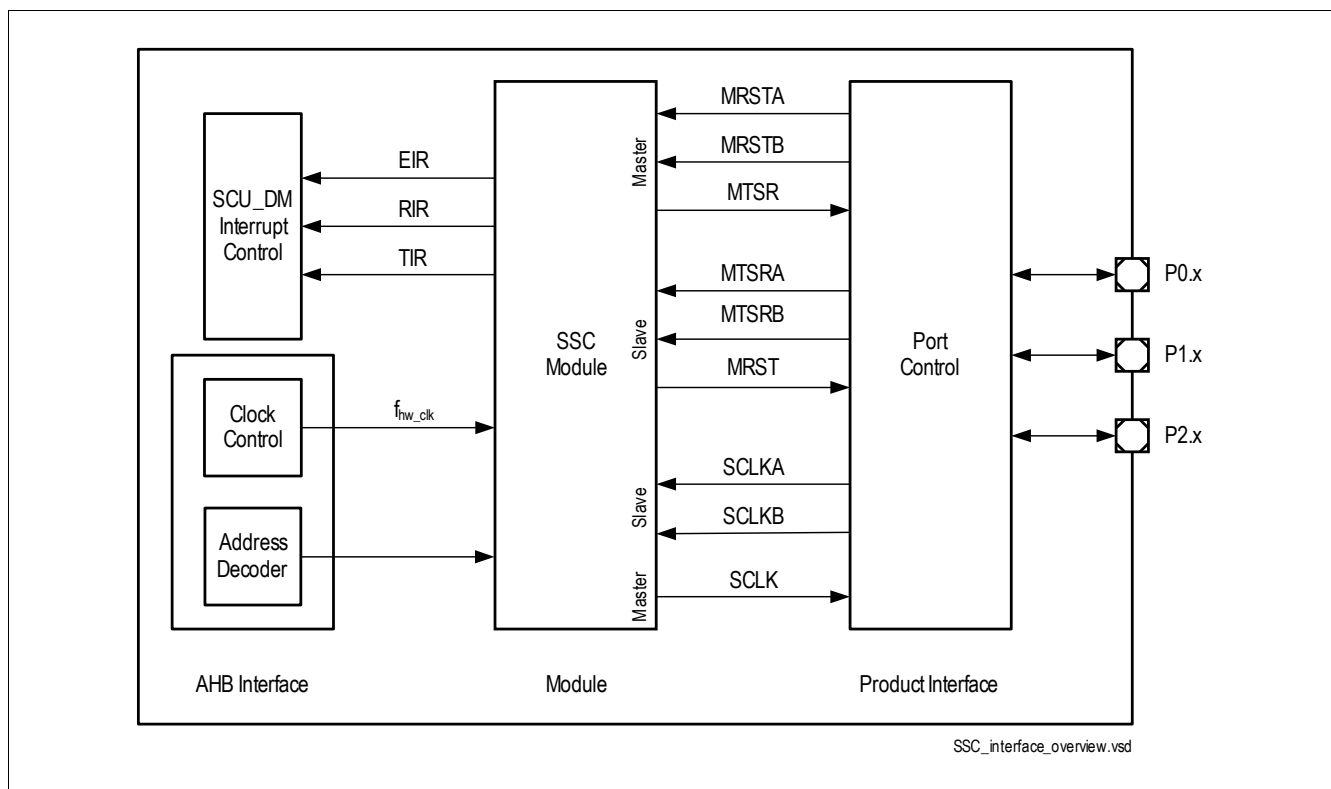 SCU_DM
Interrupt
Control
EIR
RIR
TIR
Clock
Control
f hw_clk
Address
Decoder
AHB Interface
SSC
Module
Master
Slave
Slave
Master
Module
MRSTA
MRSTB
MTSR
MTSRA
MTSRB
MRST
SCLKA
SCLKB
SCLK
Port
Control
Product Interface
P0.x
P1.x
P2.x
SSC_interface_overview.vsd